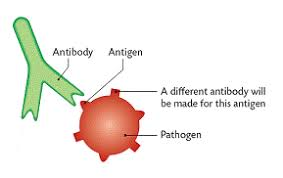 Antibody
Antigen
A different antibody will
be made for this antigen
Pathogen